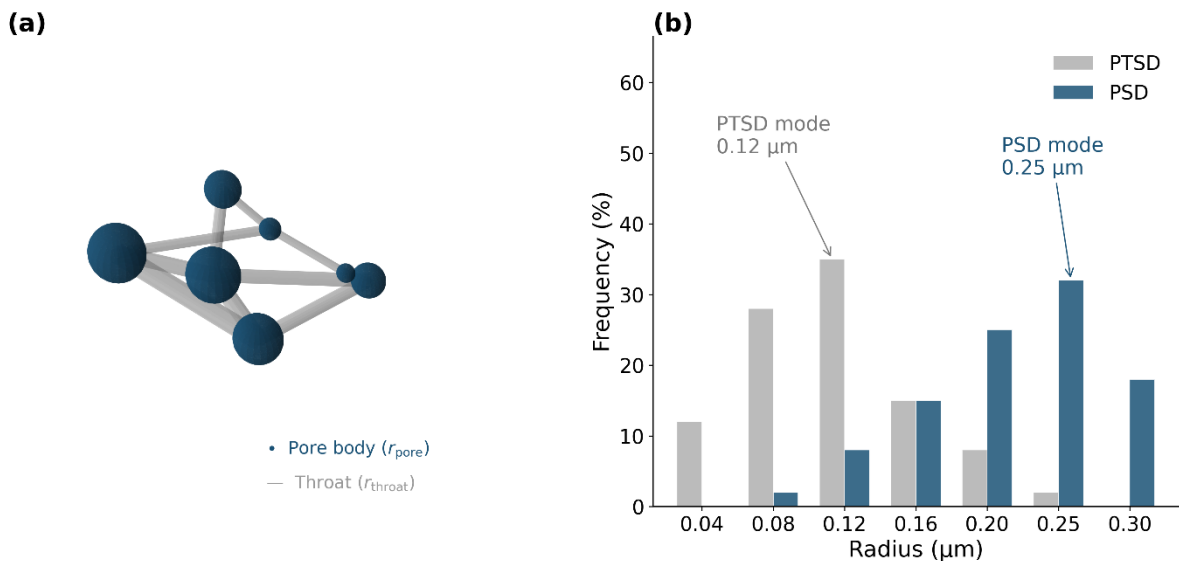 (a)
• Pore body (r_pore)
— Throat (r_throat)
(b)
PTSD
PSD
PTSD mode
0.12 μm
PSD mode
0.25 μm
Frequency (%)
60
50
40
30
20
10
0
0.04 0.08 0.12 0.16 0.20 0.25 0.30
Radius (μm)